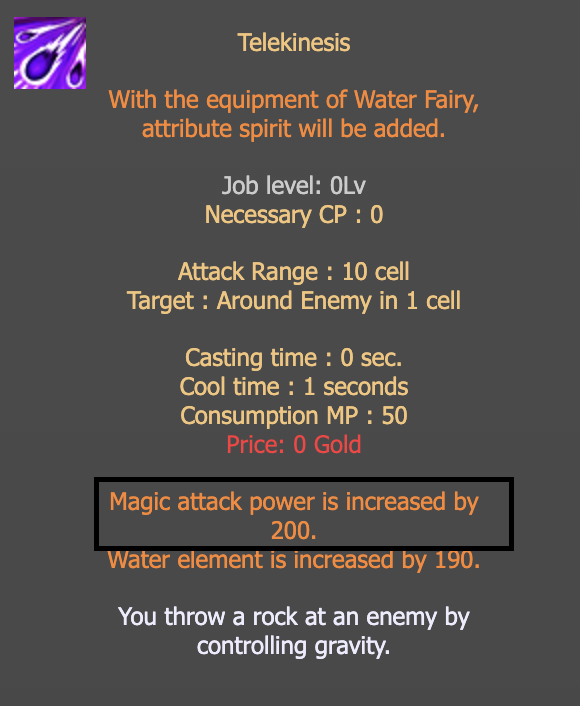 Telekinesis
With the equipment of Water Fairy,
attribute spirit will be added.
Job level: 0Lv
Necessary CP : 0
Attack Range : 10 cell
Target : Around Enemy in 1 cell
Casting time : 0 sec.
Cool time : 1 seconds
Consumption MP : 50
Price: 0 Gold
Magic attack power is increased by
200.
Water element is increased by 190.
You throw a rock at an enemy by
controlling gravity.